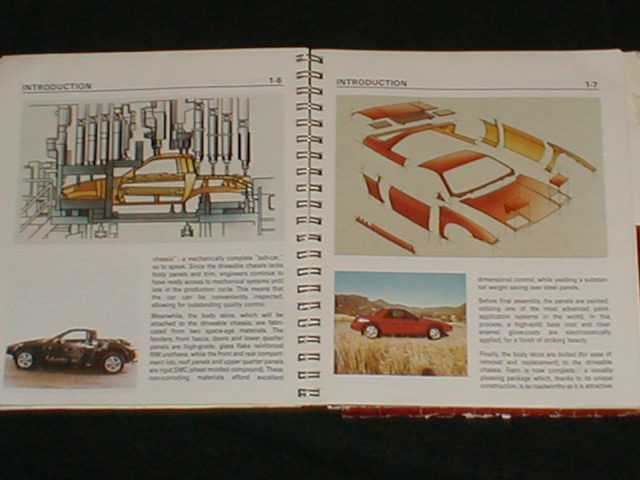 INTRODUCTION
1-6
chassis"; a mechanically complete "sub-car,"
so to speak. Since the driveable chassis lacks
body panels and trim, engineers continue to
have ready access to mechanical systems until
late in the production cycle. This means that
the car can be conveniently inspected,
allowing for outstanding quality control.
Meanwhile, the body skins, which will be
attached to the driveable chassis, are fabri-
cated from two space-age materials. The
fenders, front fascia, doors and lower quarter
panels are high-grade, glass flake reinforced
RIM urethane, while the front and rear compart-
ment lids, roof panels and upper quarter panels
are rigid SMC (sheet molded compound). These
non-corroding materials afford excellent
INTRODUCTION
1-7
dimensional control, while yielding a substan-
tial weight saving over steel panels.
Before final assembly, the panels are painted,
utilizing one of the most advanced paint-
application systems in the world. In this
process, a high-solid base coat and clear
enamel gloss-coats are electrostatically
applied, for a finish of striking beauty.
Finally, the body skins are bolted (for ease of
removal and replacement) to the driveable
chassis. Fiero is now complete: a visually
pleasing package which, thanks to its unique
construction, is as roadworthy as it is attractive